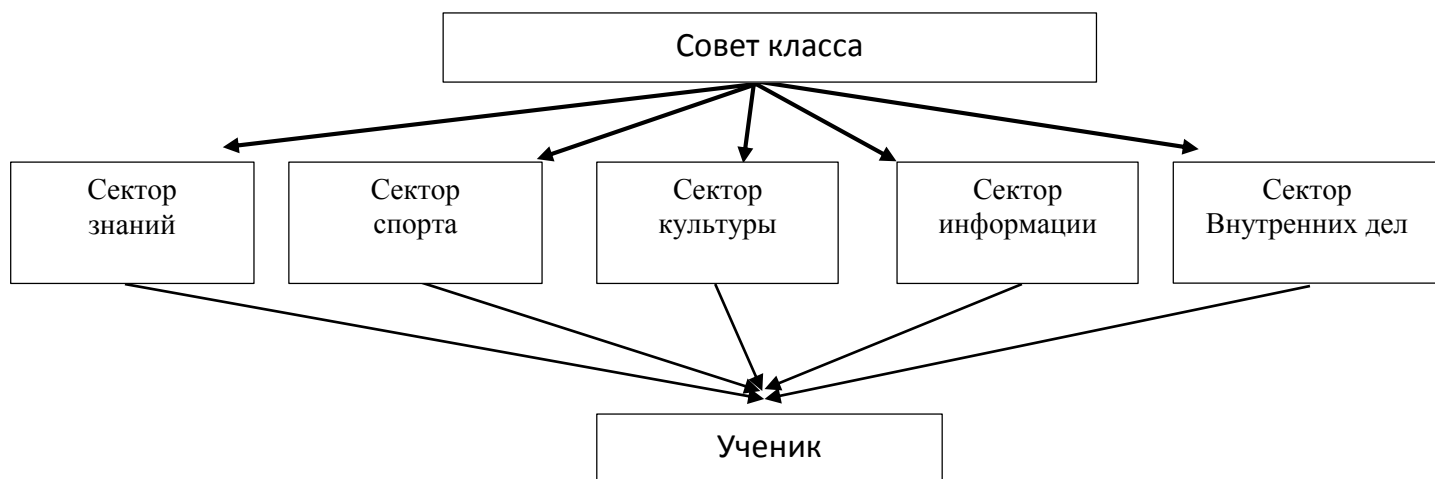 Совет класса
Сектор
знаний
Сектор
спорта
Сектор
культуры
Сектор
информации
Сектор
Внутренних дел
Ученик